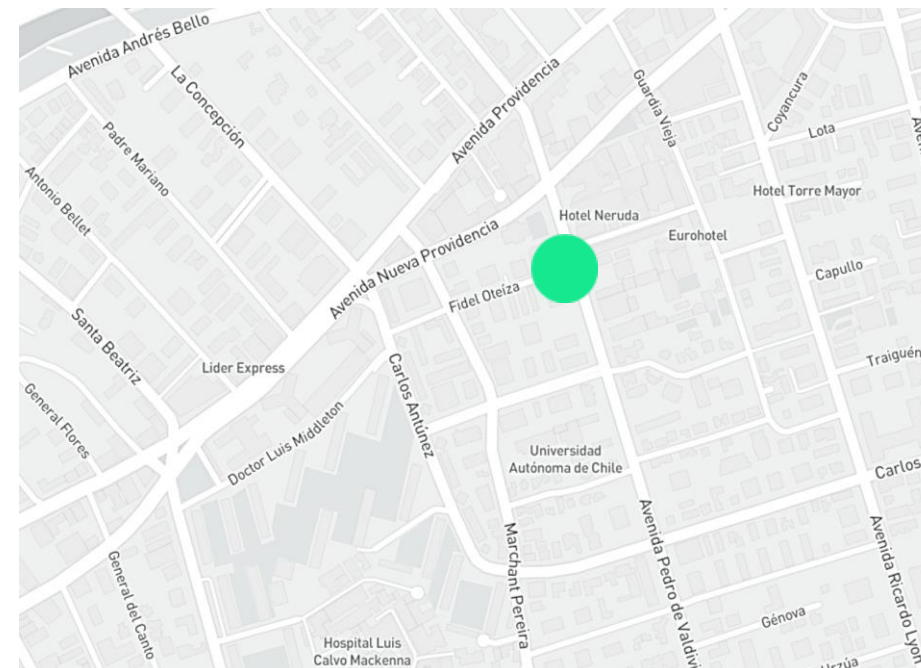 Avenida Andrés Bello
La Concepción
Padre Mariano
Antonio Bellet
Santa Beatriz
General Flores
General del Canto
Avenida Providencia
Avenida Nueva Providencia
Guardia Vieja
Coyancura
Lota
Hotel Torre Mayor
Hotel Neruda
Eurohotel
Capullo
Fidel Oteíza
Traiguén
Lider Express
Carlos Antúnez
Doctor Luis Middleton
Universidad
Autónoma de Chile
Carlos
Marchant Pereira
Avenida Pedro de Valdivi
Avenida Ricardo Lyon
Génova
Hospital Luis
Calvo Mackenna